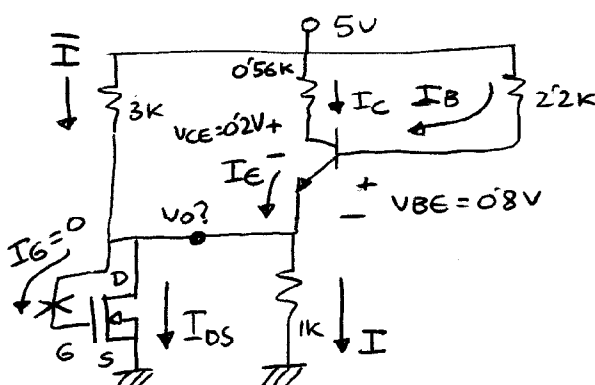 5V
I
0'56K
3K
IC
IB
2'2K
VCE=0'2V+
-
IE
+
-
VBE = 0'8V
VO?
IG=0
D
G
S
IDS
1K
I